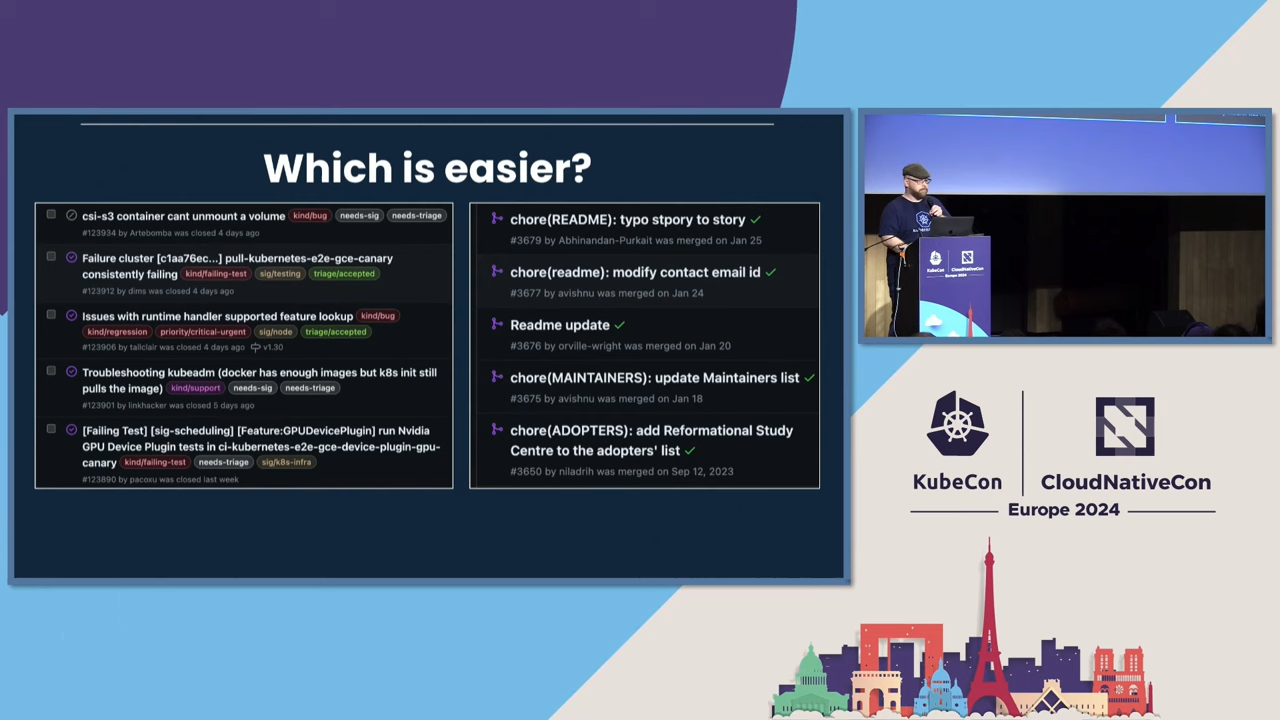 Which is easier?
csi-s3 container cant unmount a volume kind/bug needs-sig needs-triage
#123934 by Artebomba was closed 4 days ago
Failure cluster [c1aa76ec...] pull-kubernetes-e2e-gce-canary
consistently failing kind/failing-test sig/testing triage/accepted
#123912 by dims was closed 4 days ago
Issues with runtime handler supported feature lookup kind/bug
kind/regression priority/critical-urgent sig/node triage/accepted
#123906 by tallclair was closed 4 days ago v1.30
Troubleshooting kubeadm (docker has enough images but k8s init still
pulls the image) kind/support needs-sig needs-triage
#123901 by linkhacker was closed 5 days ago
[Failing Test] [sig-scheduling] [Feature:GPUDevicePlugin] run Nvidia
GPU Device Plugin tests in ci-kubernetes-e2e-gce-device-plugin-gpu-
canary kind/failing-test needs-triage sig/k8s-infra
#123890 by pacoxu was closed last week
chore(README): typo stpory to story
#3679 by Abhinandan-Purkait was merged on Jan 25
chore(readme): modify contact email id
#3677 by avishnu was merged on Jan 24
Readme update
#3676 by orville-wright was merged on Jan 20
chore(MAINTAINERS): update Maintainers list
#3675 by avishnu was merged on Jan 18
chore(ADOPTERS): add Reformational Study
Centre to the adopters' list
#3650 by niladrih was merged on Sep 12, 2023
KubeCon
CloudNativeCon
Europe 2024
KubeCon
CloudNativeCon
Europe 2024